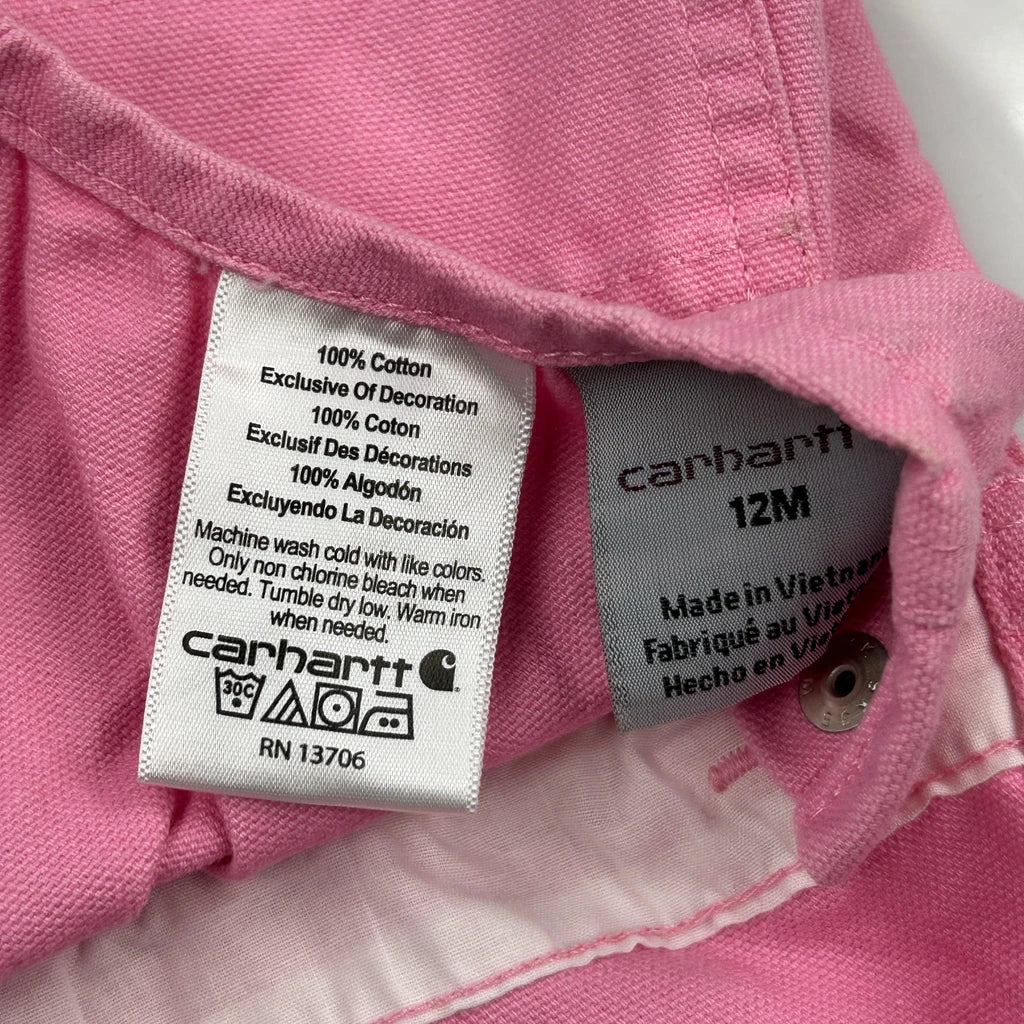 100% Cotton
Exclusive Of Decoration
100% Coton
Exclusif Des Décorations
100% Algodón
Excluyendo La Decoración
Machine wash cold with like colors.
Only non chlorine bleach when
needed. Tumble dry low. Warm iron
when needed.
carhartt
30C
RN 13706
carhartt
12M
Made in
Fabriqué au
Hecho en